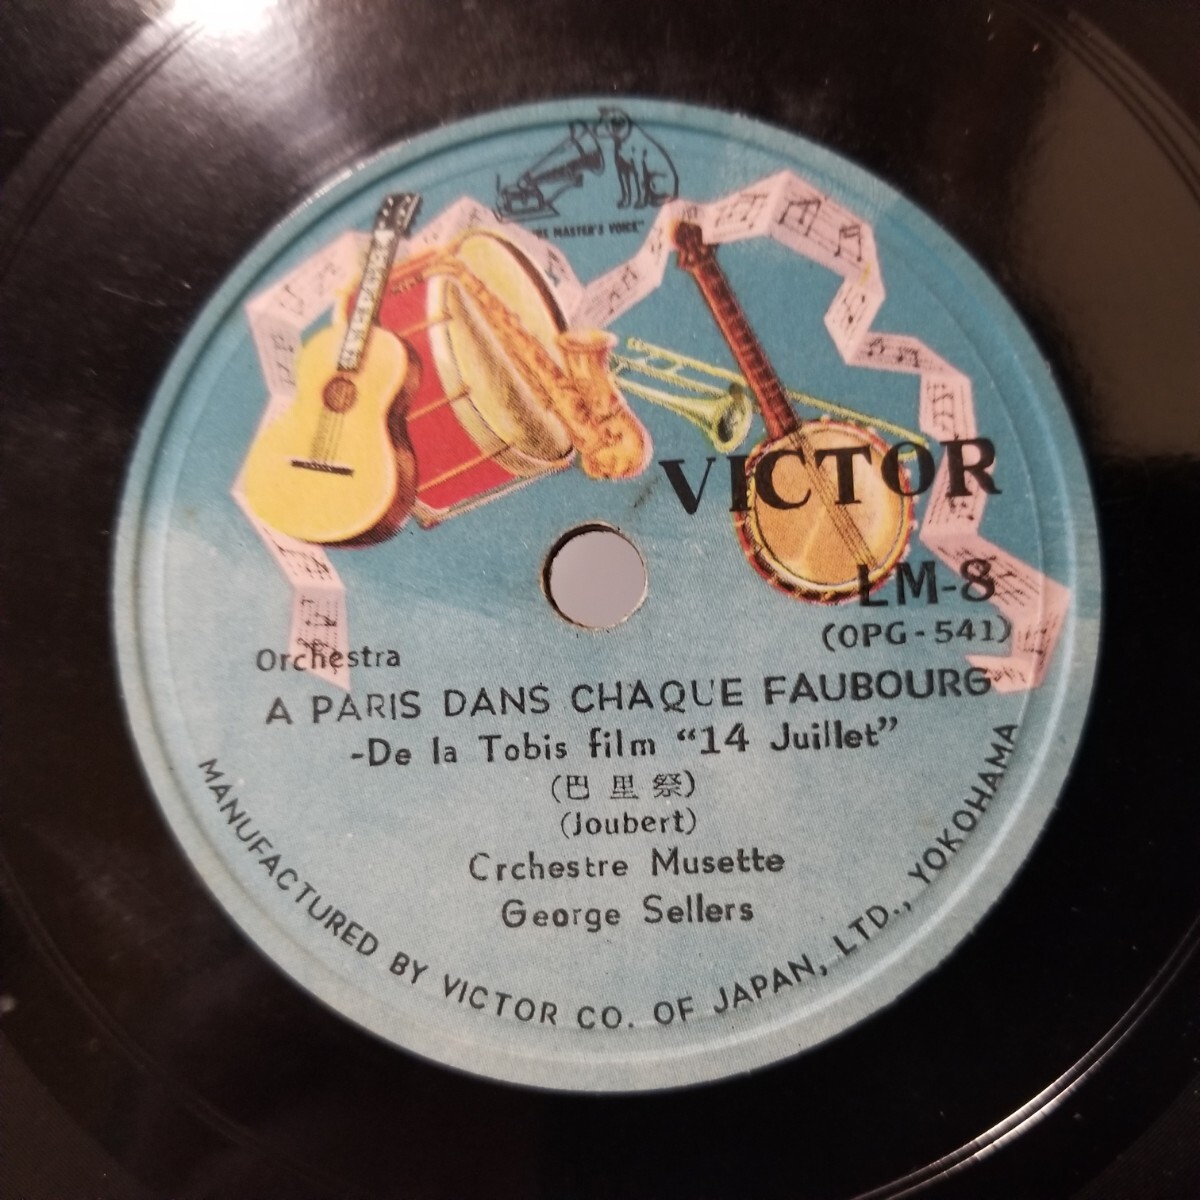 "HIS MASTER'S VOICE"
VICTOR
LM-8
(OPG-541)
Orchestra
A PARIS DANS CHAQUE FAUBOURG
-De la Tobis film “14 Juillet”
(巴里祭)
(Joubert)
Crchestre Musette
George Sellers
MANUFACTURED BY VICTOR CO. OF JAPAN, LTD., YOKOHAMA